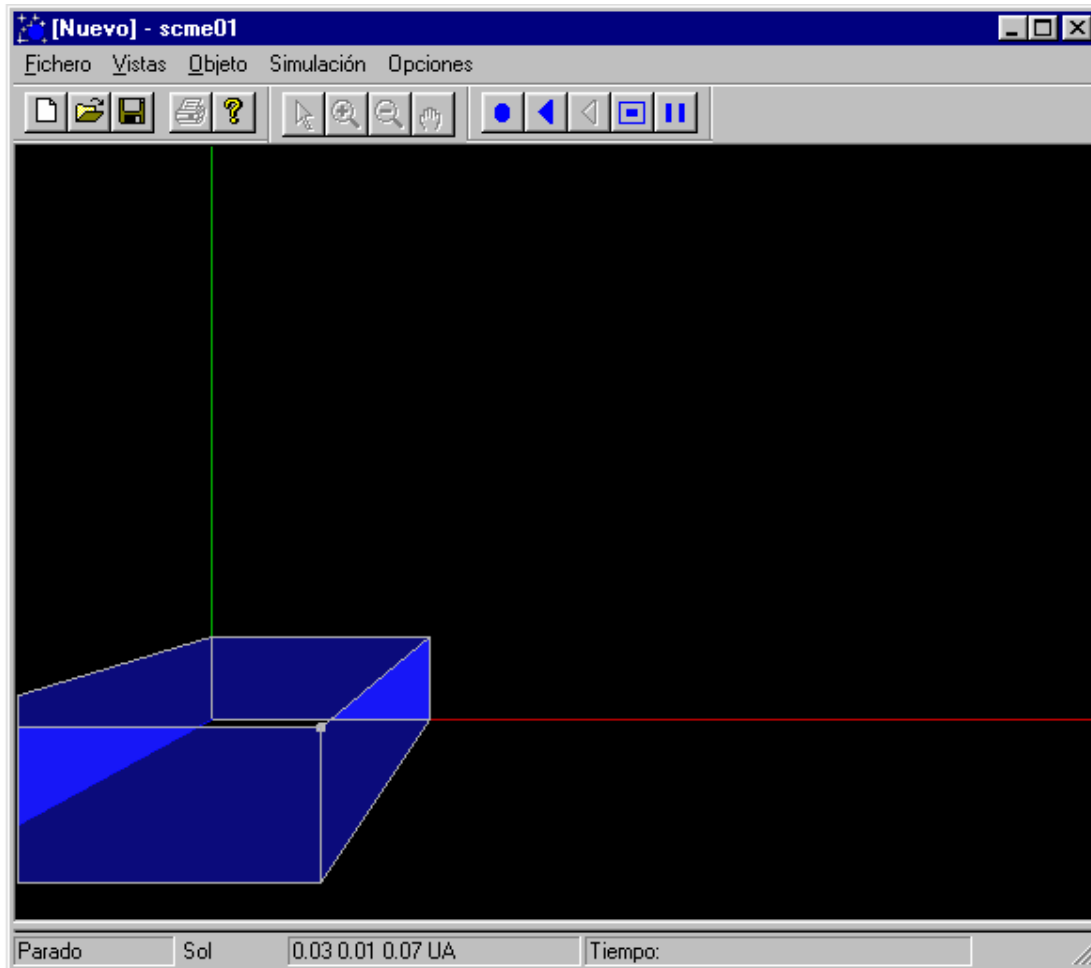 [Nuevo] - scme01
Fichero Vistas Objeto Simulación Opciones
Parado Sol 0.03 0.01 0.07 UA Tiempo: